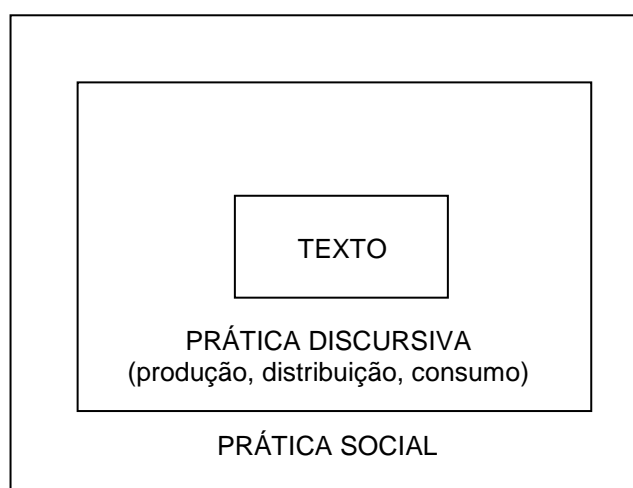 TEXTO
PRÁTICA DISCURSIVA
(produção, distribuição, consumo)
PRÁTICA SOCIAL